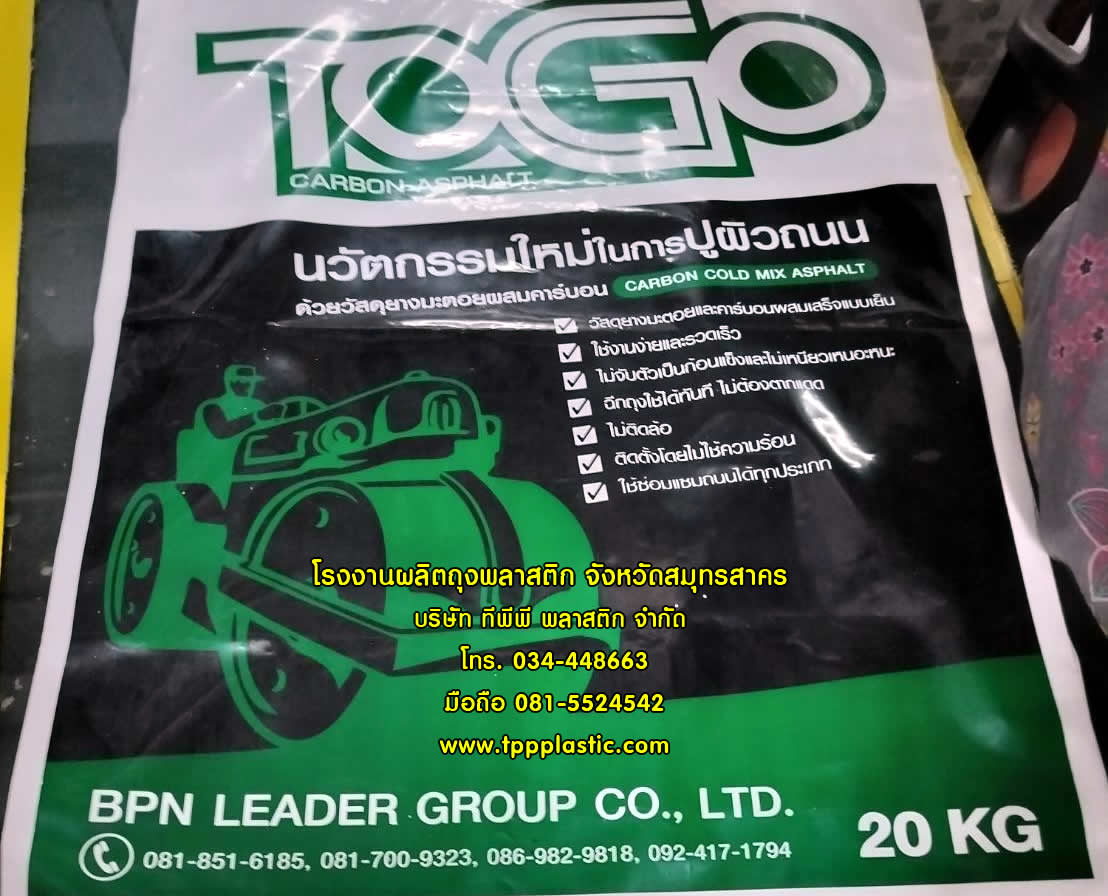 TOGO
CARBON ASPHALT
นวัตกรรมใหม่ในการปูผิวถนน
ด้วยวัสดุยางมะตอยผสมคาร์บอน CARBON COLD MIX ASPHALT
วัสดุยางมะตอยและคาร์บอนผสมเสร็จแบบเย็น
ใช้งานง่ายและรวดเร็ว
ไม่จับตัวเป็นก้อนแข็งและไม่เหนียวเหนอะหนะ
ฉีกถุงใช้ได้ทันที ไม่ต้องตากแดด
ไม่ติดล้อ
ติดตั้งโดยไม่ใช้ความร้อน
ใช้ซ่อมแซมถนนได้ทุกประเภท
โรงงานผลิตถุงพลาสติก จังหวัดสมุทรสาคร
บริษัท ทีพีพี พลาสติก จำกัด
โทร. 034-448663
มือถือ 081-5524542
www.tppplastic.com
BPN LEADER GROUP CO., LTD.
081-851-6185, 081-700-9323, 086-982-9818, 092-417-1794
20 KG